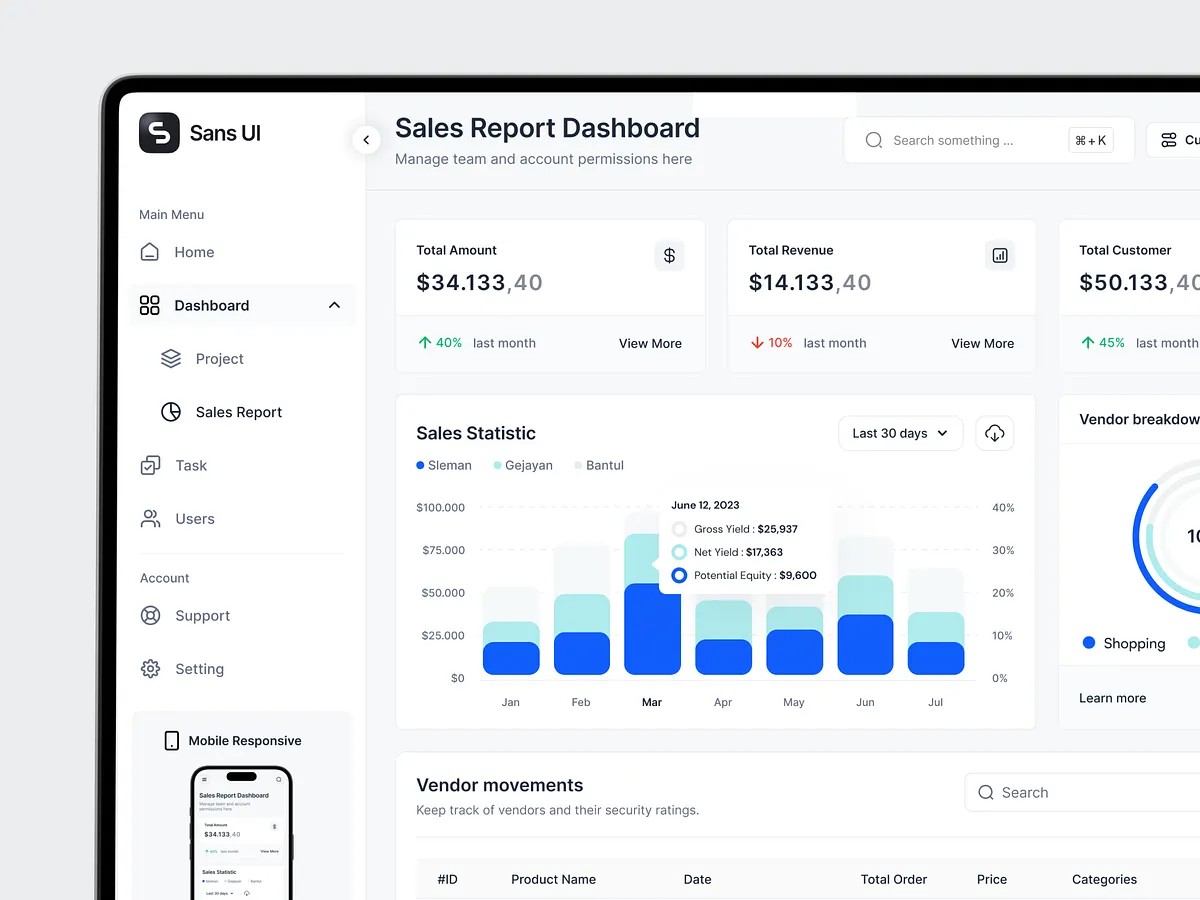 Sans UI
Main Menu
Home
Dashboard
Project
Sales Report
Task
Users
Account
Support
Setting
Mobile Responsive
Sales Report Dashboard
Manage team and account
permissions here
Total Amount
$
$34.133,40
40% last month View More
Sales Statistic
Sleman Gejayan Bantul
Last 30 days
Sales Report Dashboard
Manage team and account permissions here
Search something ...
⌘+K
Cu
Total Amount
$
$34.133,40
40% last month View More
Total Revenue
$14.133,40
10% last month View More
Total Customer
$50.133,40
45% last month
Sales Statistic
Last 30 days
Sleman Gejayan Bantul
$100.000
$75.000
$50.000
$25.000
$0
40%
30%
20%
10%
0%
June 12, 2023
Gross Yield : $25,937
Net Yield : $17,363
Potential Equity : $9,600
Jan Feb Mar Apr May Jun Jul
Vendor breakdow
10
Shopping
Learn more
Vendor movements
Keep track of vendors and their security ratings.
Search
#ID Product Name Date Total Order Price Categories